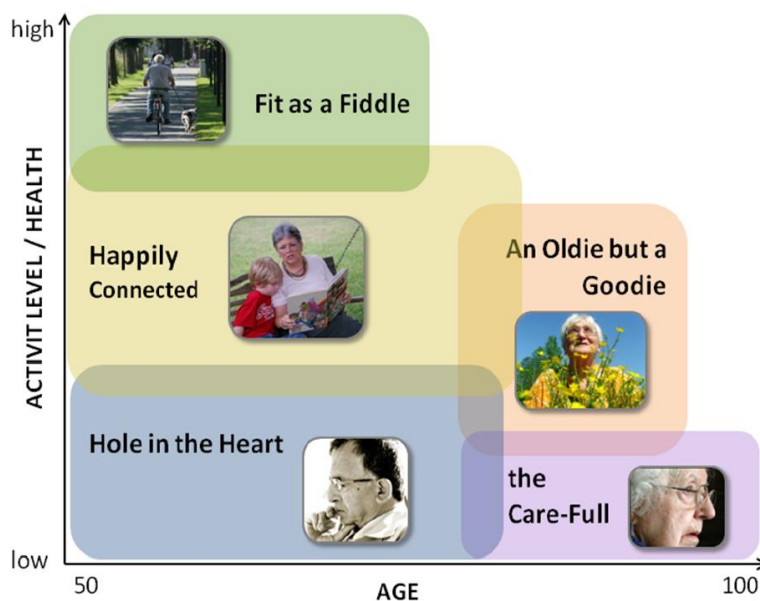 high
Fit as a Fiddle
ACTIVIT LEVEL / HEALTH
Happily
Connected
An Oldie but a
Goodie
Hole in the Heart
the
Care-Full
low
50
AGE
100